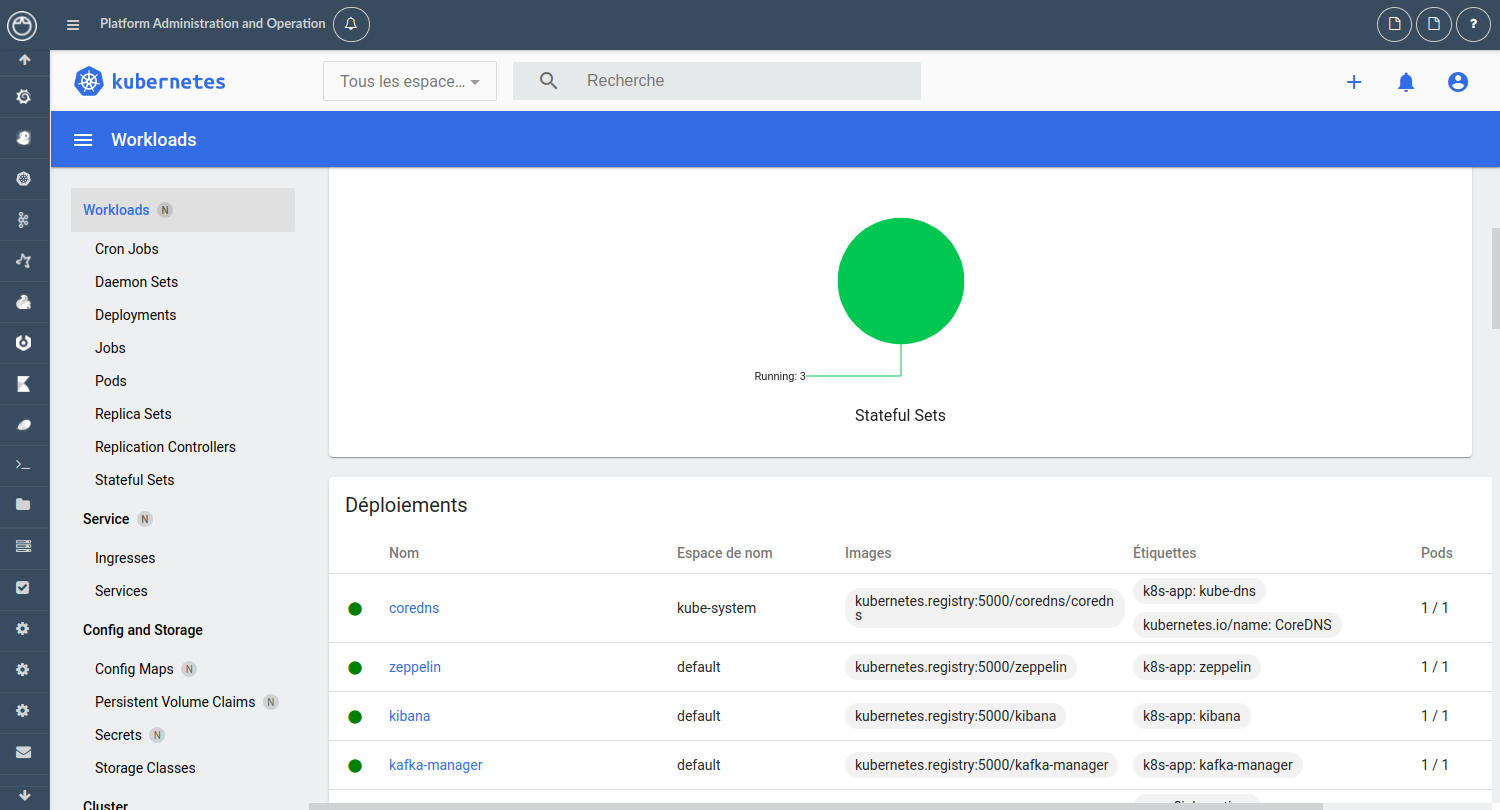 Platform Administration and Operation
?
kubernetes
Tous les espace...
Recherche
Workloads
Workloads N
Cron Jobs
Daemon Sets
Deployments
Jobs
Pods
Replica Sets
Replication Controllers
Stateful Sets
Service N
Ingresses
Services
Config and Storage
Config Maps N
Persistent Volume Claims N
Secrets N
Storage Classes
Cluster
Running: 3
Stateful Sets
Déploiements
Nom Espace de nom Images Étiquettes Pods
coredns kube-system kubernetes.registry:5000/coredns/coredn
s
k8s-app: kube-dns
kubernetes.io/name: CoreDNS
1 / 1
zeppelin default kubernetes.registry:5000/zeppelin k8s-app: zeppelin 1 / 1
kibana default kubernetes.registry:5000/kibana k8s-app: kibana 1 / 1
kafka-manager default kubernetes.registry:5000/kafka-manager k8s-app: kafka-manager 1 / 1